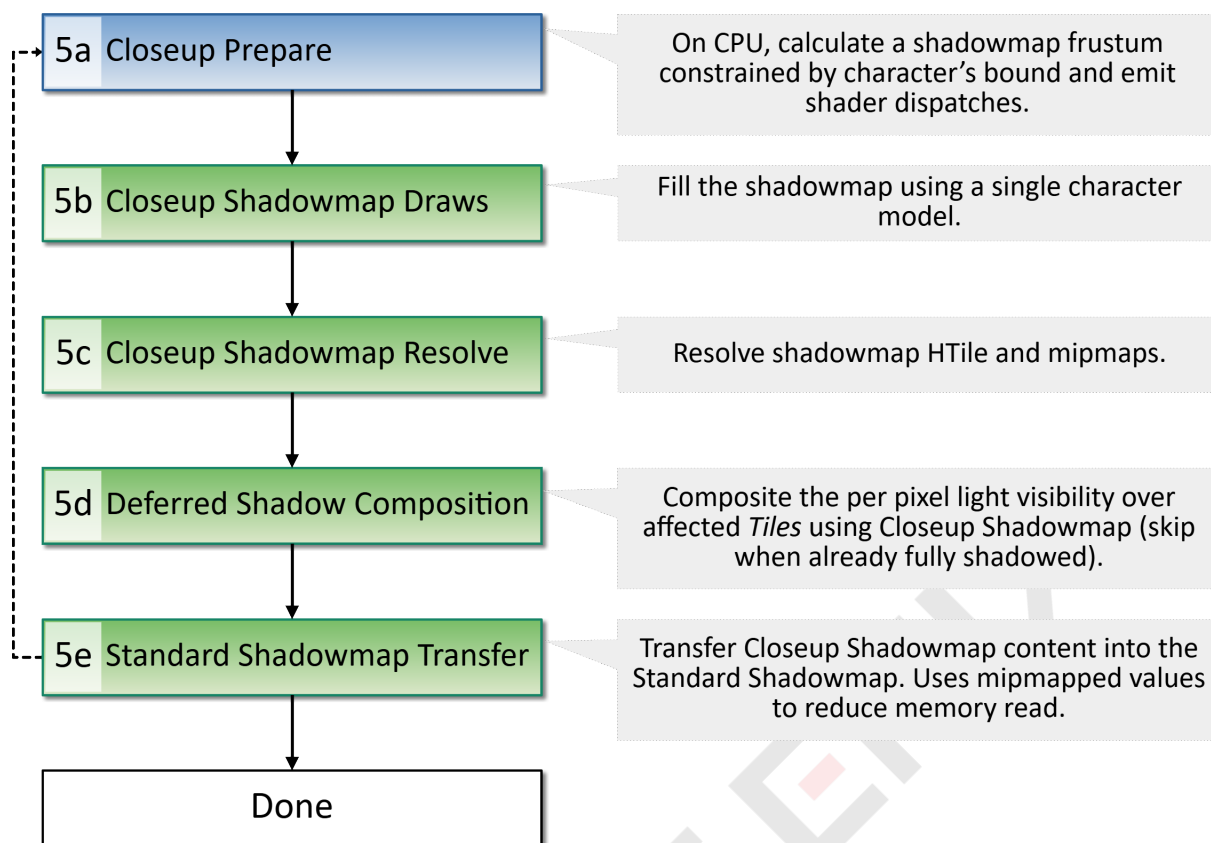 5a Closeup Prepare
On CPU, calculate a shadowmap frustum
constrained by character's bound and emit
shader dispatches.
5b Closeup Shadowmap Draws
Fill the shadowmap using a single character
model.
5c Closeup Shadowmap Resolve
Resolve shadowmap HTile and mipmaps.
5d Deferred Shadow Composition
Composite the per pixel light visibility over
affected Tiles using Closeup Shadowmap (skip
when already fully shadowed).
5e Standard Shadowmap Transfer
Transfer Closeup Shadowmap content into the
Standard Shadowmap. Uses mipmapped values
to reduce memory read.
Done